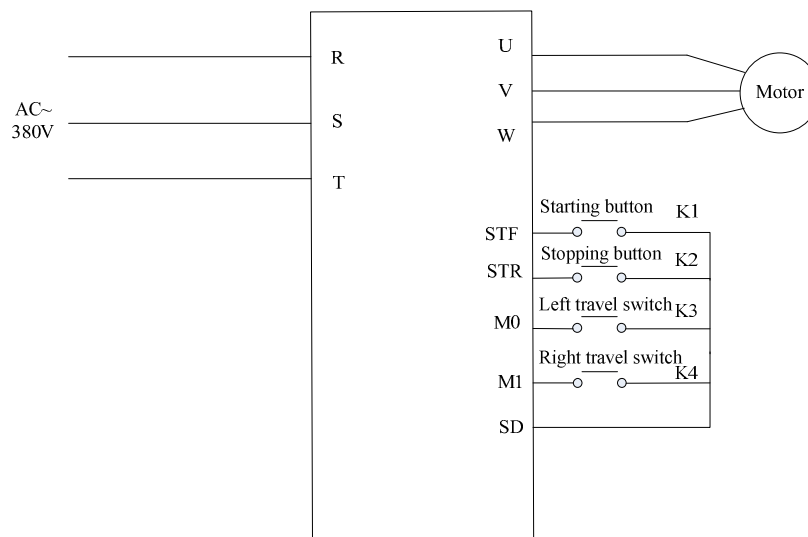 AC~
380V
R
S
T
U
V
W
Motor
Starting button
K1
STF
Stopping button
K2
STR
Left travel switch
K3
M0
Right travel switch
K4
M1
SD